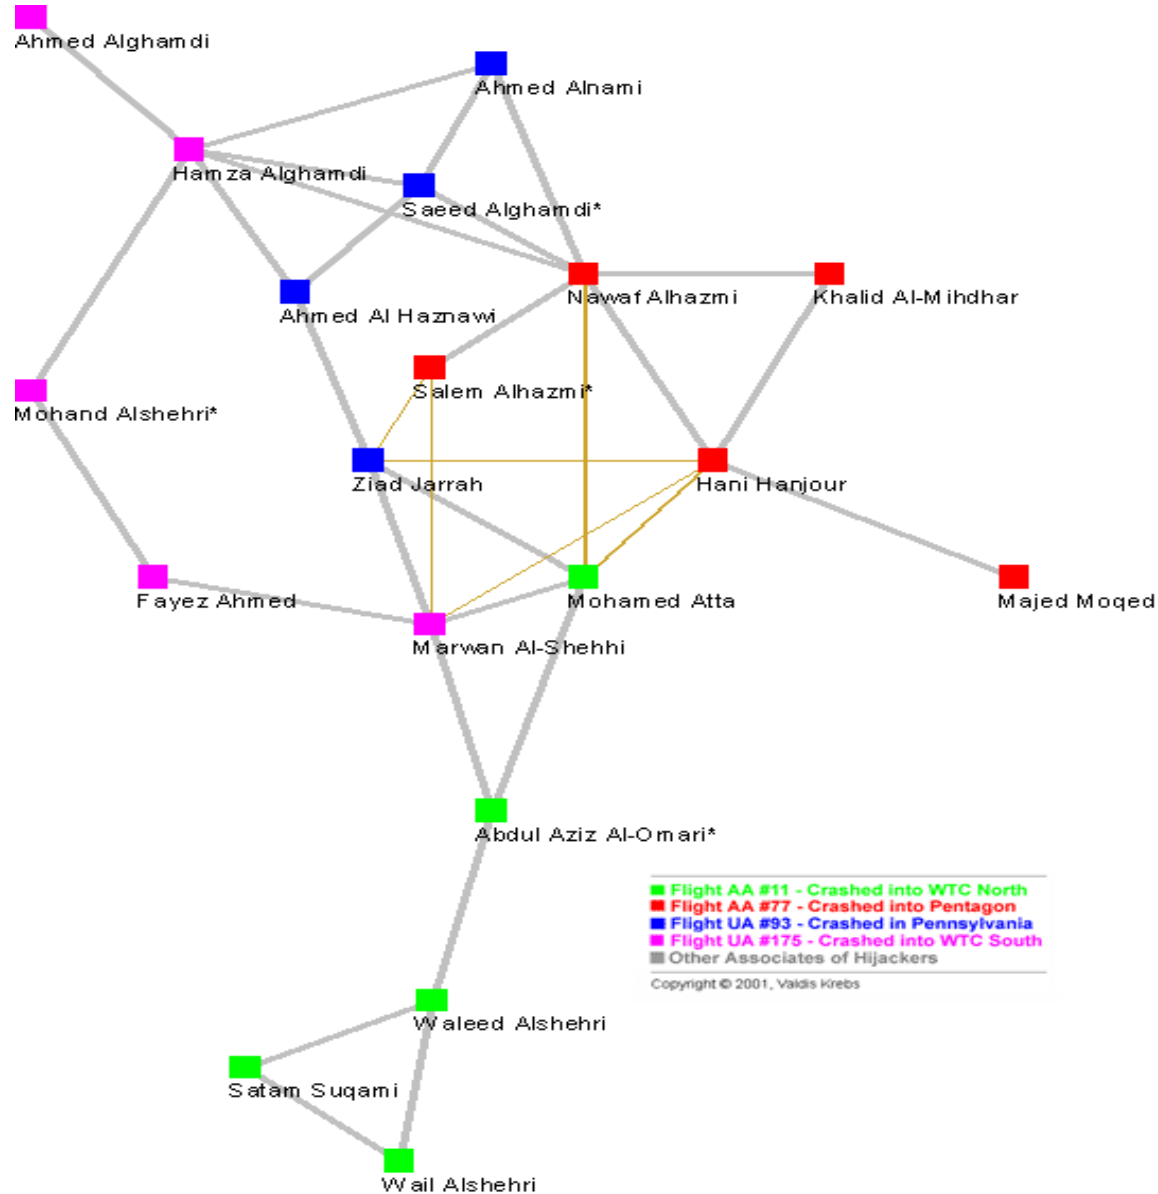 Ahmed Alghamdi
Ahmed Alnami
Hamza Alghamdi
Saeed Alghamdi*
Nawaf Alhazmi
Khalid Al-Mihdhar
Ahmed Al Haznawi
Salem Alhazmi*
Mohand Alshehri*
Ziad Jarrah
Hani Hanjour
Fayez Ahmed
Mohamed Atta
Majed Moqed
Marwan Al-Shehhi
Abdul Aziz Al-Omari*
Flight AA #11 - Crashed into WTC North
Flight AA #77 - Crashed into Pentagon
Flight UA #93 - Crashed in Pennsylvania
Flight UA #175 - Crashed into WTC South
Other Associates of Hijackers
Copyright © 2001, Valdis Krebs
Waleed Alshehri
Satam Suqami
Wail Alshehri